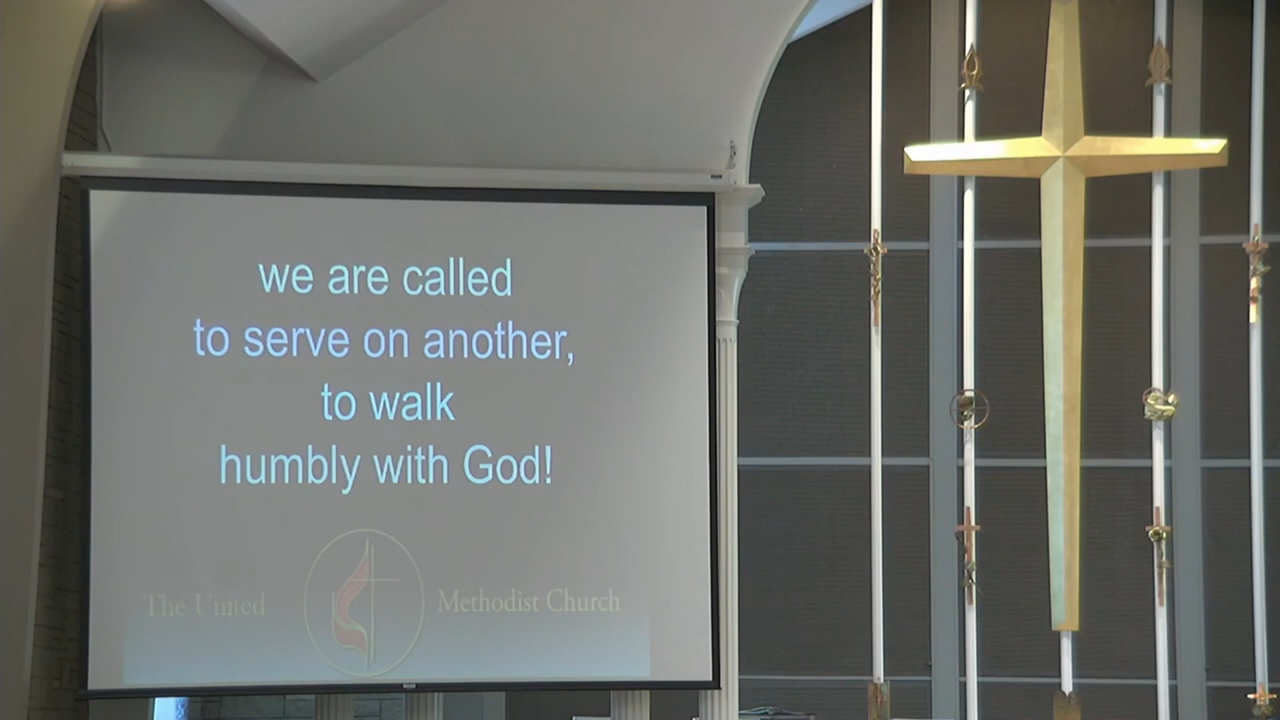 we are called
to serve on another,
to walk
humbly with God!
The United Methodist Church